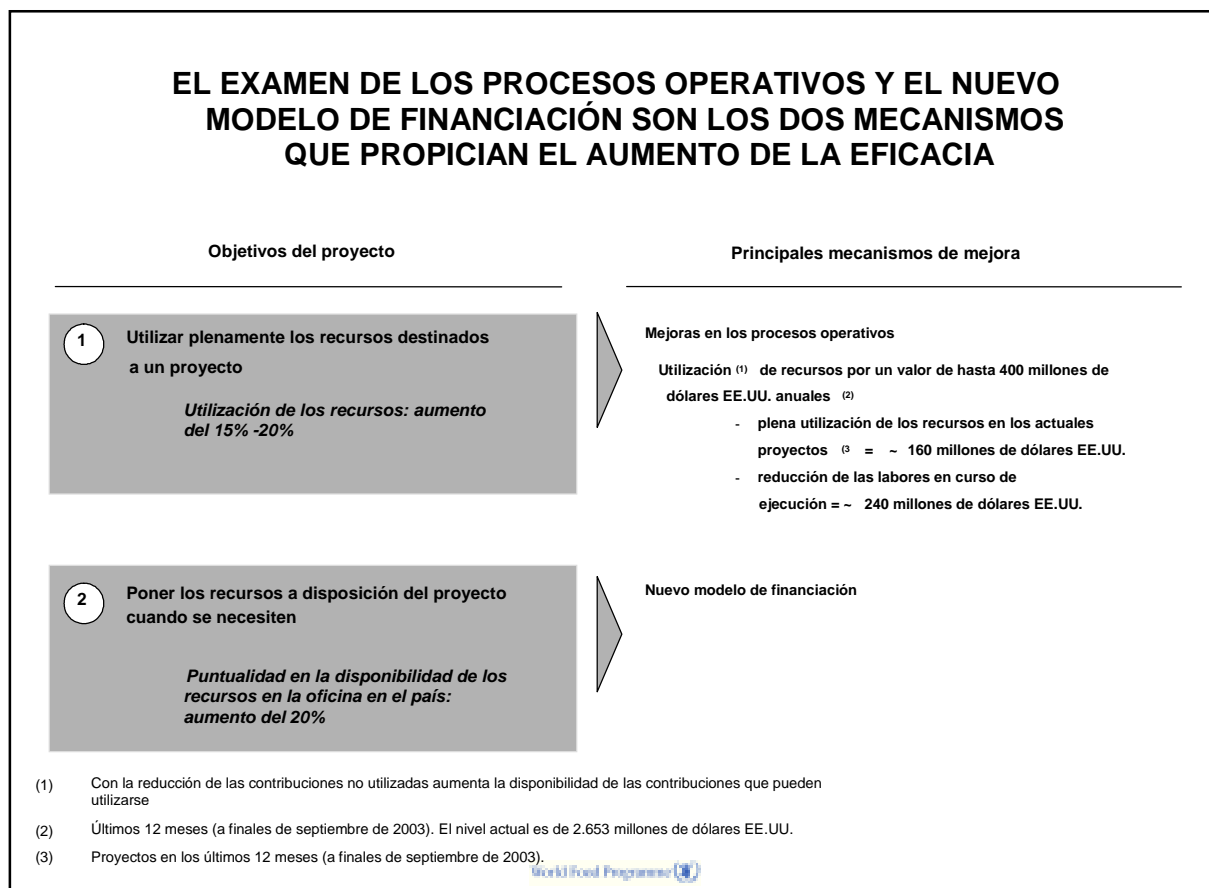 EL EXAMEN DE LOS PROCESOS OPERATIVOS Y EL NUEVO
MODELO DE FINANCIACIÓN SON LOS DOS MECANISMOS
QUE PROPICIAN EL AUMENTO DE LA EFICACIA
Objetivos del proyecto
Principales mecanismos de mejora
1
Utilizar plenamente los recursos destinados
a un proyecto
Utilización de los recursos: aumento
del 15% -20%
Mejoras en los procesos operativos
Utilización (1) de recursos por un valor de hasta 400 millones de
dólares EE.UU. anuales (2)
- plena utilización de los recursos en los actuales
proyectos (3 = ~ 160 millones de dólares EE.UU.
- reducción de las labores en curso de
ejecución = ~ 240 millones de dólares EE.UU.
2
Poner los recursos a disposición del proyecto
cuando se necesiten
Puntualidad en la disponibilidad de los
recursos en la oficina en el país:
aumento del 20%
Nuevo modelo de financiación
(1) Con la reducción de las contribuciones no utilizadas aumenta la disponibilidad de las contribuciones que pueden
utilizarse
(2) Últimos 12 meses (a finales de septiembre de 2003). El nivel actual es de 2.653 millones de dólares EE.UU.
(3) Proyectos en los últimos 12 meses (a finales de septiembre de 2003).
World Food Programme